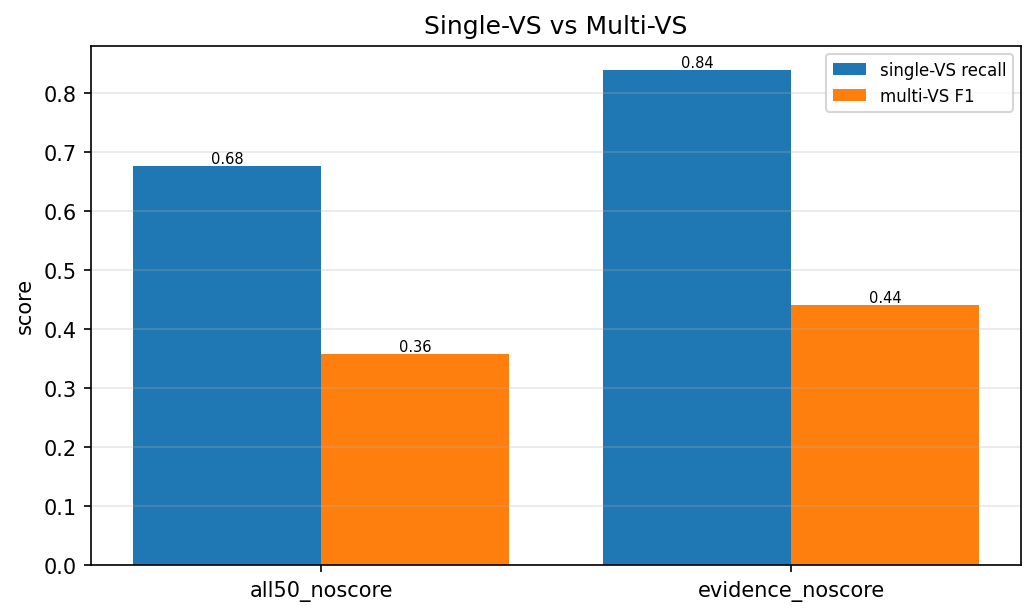 Single-VS vs Multi-VS
single-VS recall
multi-VS F1
score
0.8
0.7
0.6
0.5
0.4
0.3
0.2
0.1
0.0
0.68
0.36
0.84
0.44
all50_noscore
evidence_noscore